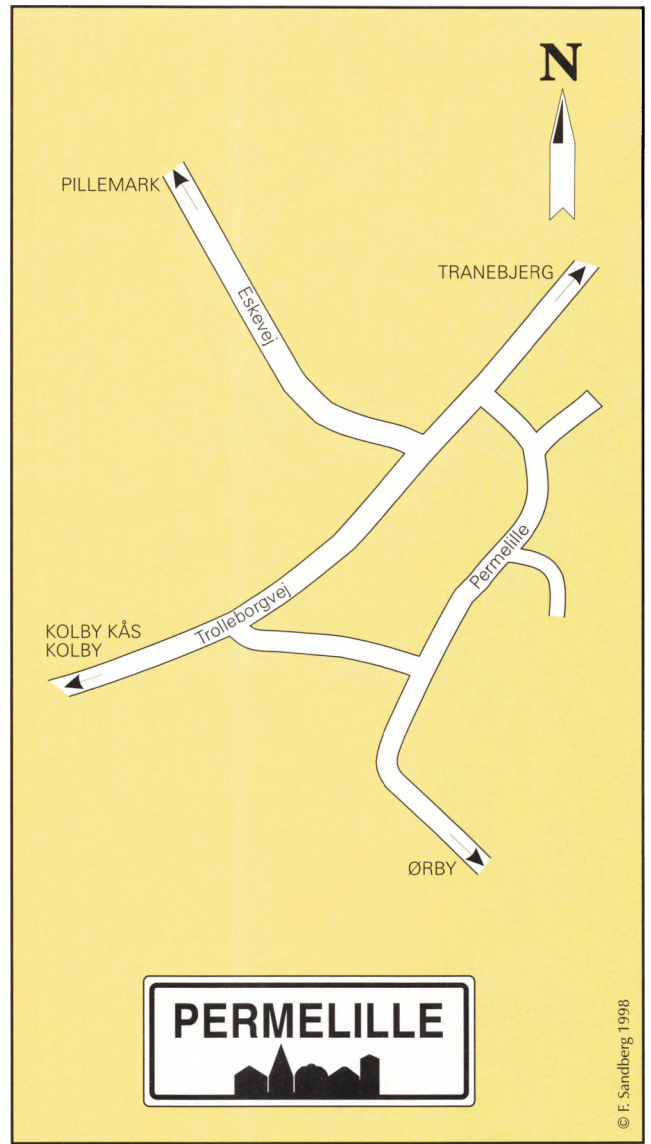 N
PILLEMARK
TRANEBJERG
Eskevej
Permelille
Trolleborgvej
KOLBY KÅS
KOLBY
ØRBY
PERMELILLE
© F. Sandberg 1998